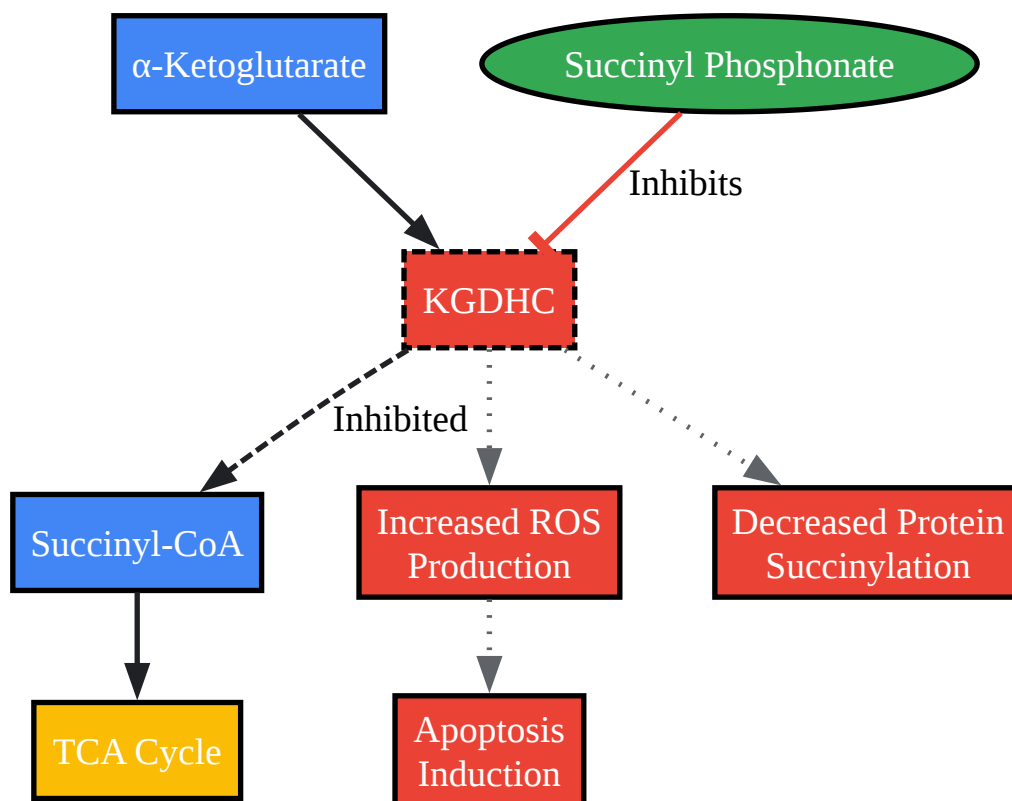 α-Ketoglutarate
Succinyl Phosphonate
Inhibits
KGDHC
Inhibited
Succinyl-CoA
Increased ROS
Production
Decreased Protein
Succinylation
TCA Cycle
Apoptosis
Induction